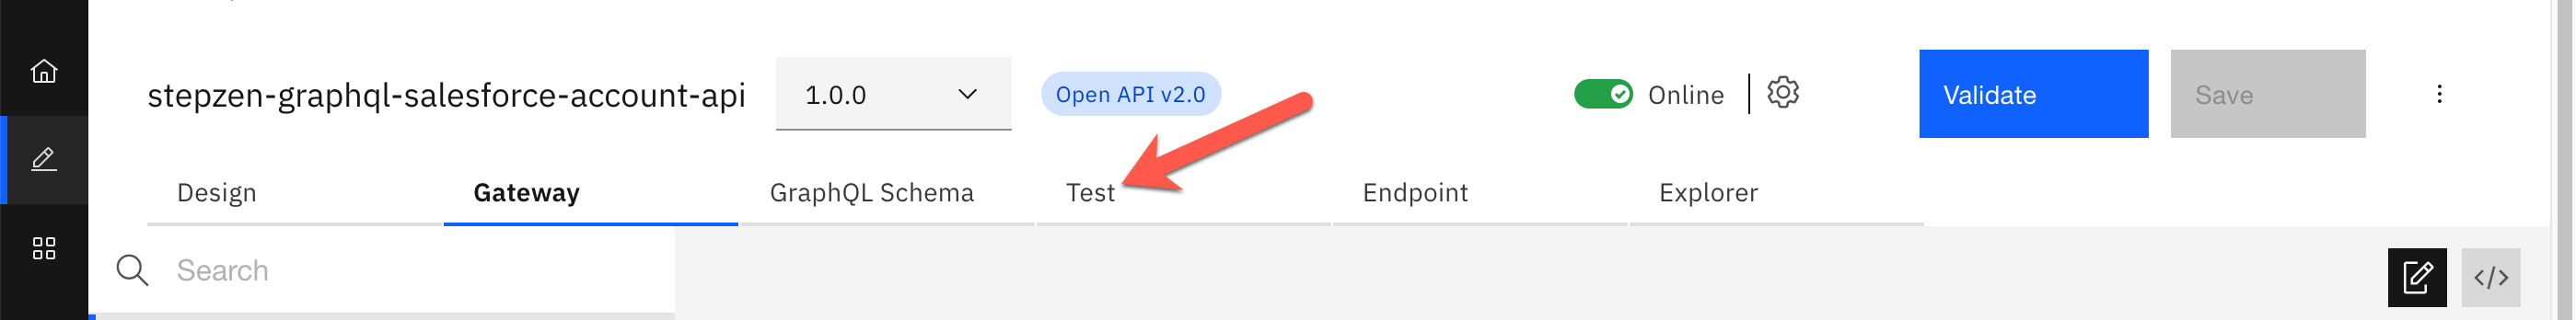 stepzen-graphql-salesforce-account-api 1.0.0 Open API v2.0 Online Validate Save
Design Gateway GraphQL Schema Test Endpoint Explorer
Search